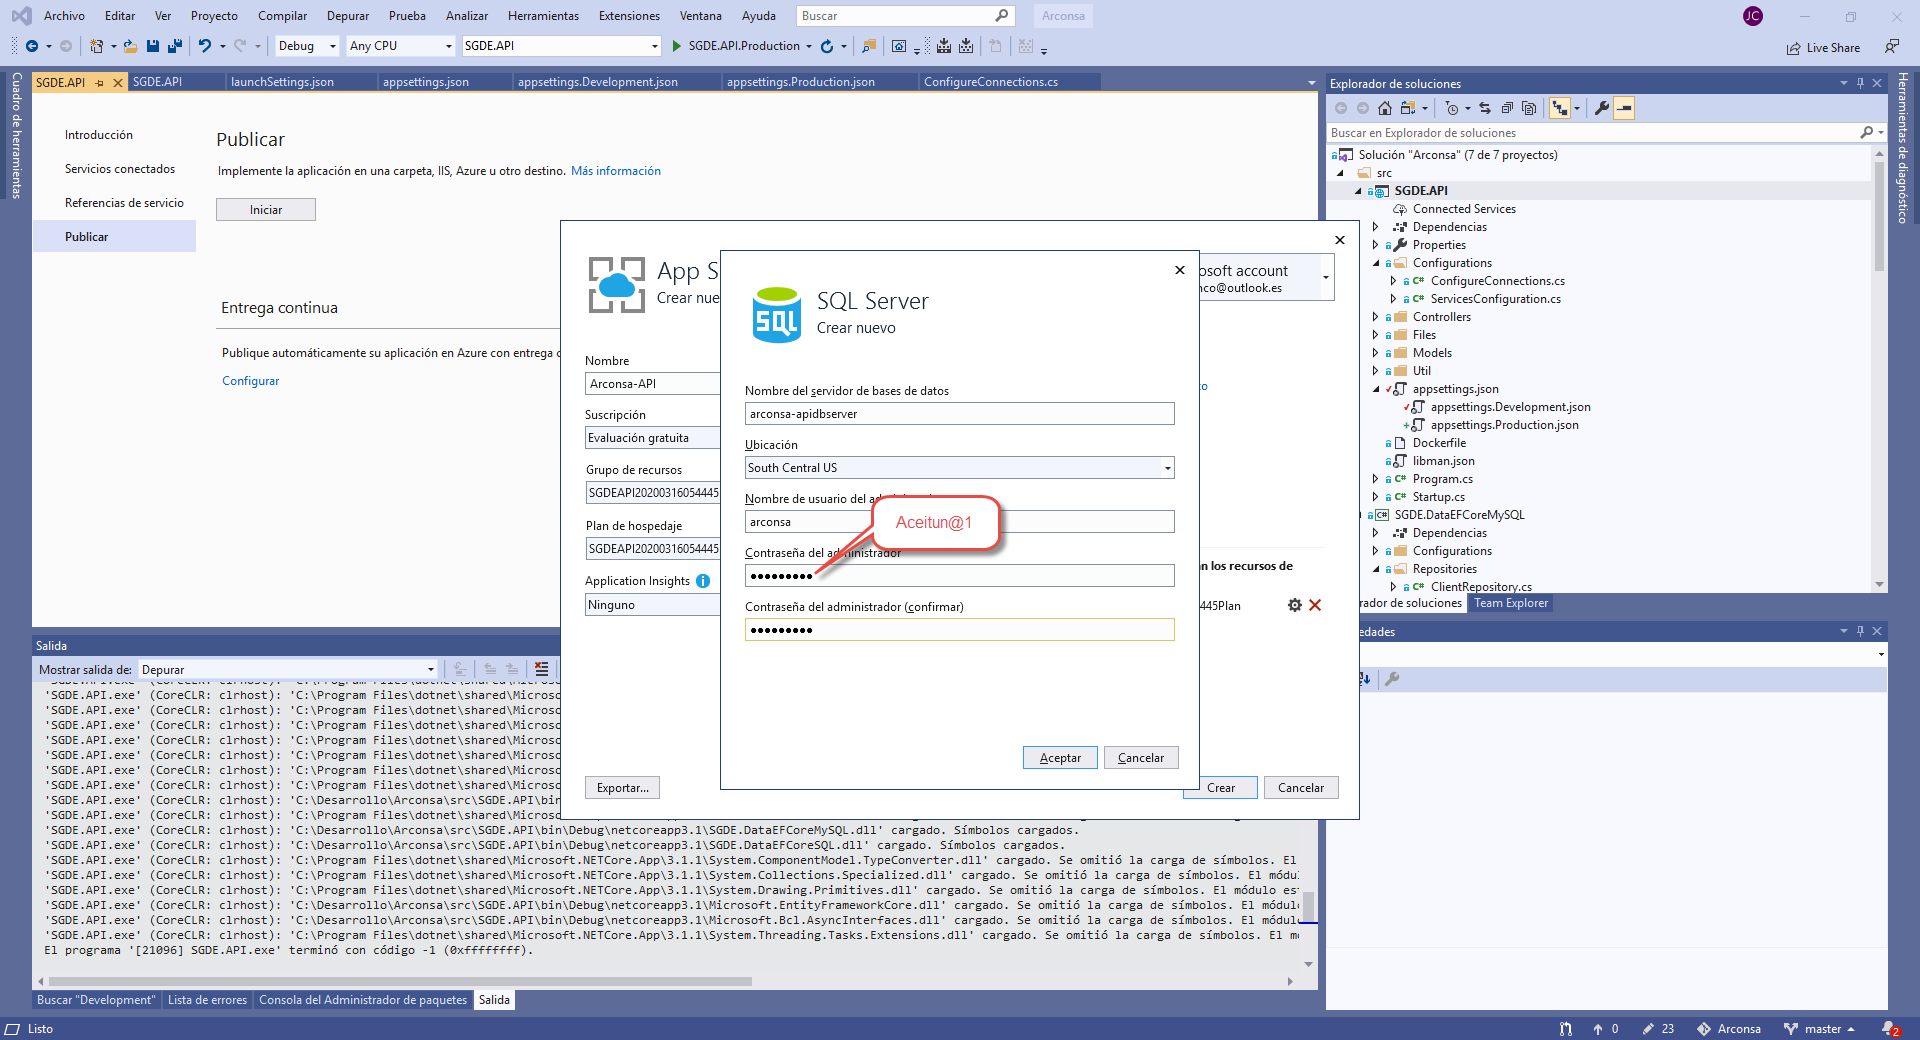 Archivo Editar Ver Proyecto Compilar Depurar Prueba Analizar Herramientas Extensiones Ventana Ayuda Buscar Arconsa JC
Debug Any CPU SGDE.API SGDE.API.Production Live Share
Cuadro de herramientas
SGDE.API SGDE.API launchSettings.json appsettings.json appsettings.Development.json appsettings.Production.json ConfigureConnections.cs
Introducción
Servicios conectados
Referencias de servicio
Publicar
Publicar
Implemente la aplicación en una carpeta, IIS, Azure u otro destino. Más información
Iniciar
Entrega continua
Publique automáticamente su aplicación en Azure con entrega c
Configurar
App S
Crear nue
osoft account
nco@outlook.es
Nombre
Arconsa-API
Suscripción
Evaluación gratuita
Grupo de recursos
SGDEAPI20200316054445
Plan de hospedaje
SGDEAPI20200316054445
Application Insights
Ninguno
an los recursos de
445Plan
Exportar...
Crear
Cancelar
SQL Server
Crear nuevo
Nombre del servidor de bases de datos
arconsa-apidbserver
Ubicación
South Central US
Nombre de usuario del
arconsa
Aceitun@1
Contraseña del administrador
●●●●●●●●●
Contraseña del administrador (confirmar)
●●●●●●●●●
Aceptar
Cancelar
Explorador de soluciones
Buscar en Explorador de soluciones
Solución "Arconsa" (7 de 7 proyectos)
src
SGDE.API
Connected Services
Dependencias
Properties
Configurations
ConfigureConnections.cs
ServicesConfiguration.cs
Controllers
Files
Models
Util
appsettings.json
appsettings.Development.json
appsettings.Production.json
Dockerfile
libman.json
Program.cs
Startup.cs
SGDE.DataEFCoreMySQL
Dependencias
Configurations
Repositories
ClientRepository.cs
rador de soluciones Team Explorer
edades
Herramientas de diagnóstico
Salida
Mostrar salida de: Depurar
'SGDE.API.exe' (CoreCLR: clrhost): 'C:\Program Files\dotnet\shared\Micros
'SGDE.API.exe' (CoreCLR: clrhost): 'C:\Program Files\dotnet\shared\Microso
'SGDE.API.exe' (CoreCLR: clrhost): 'C:\Program Files\dotnet\shared\Microso
'SGDE.API.exe' (CoreCLR: clrhost): 'C:\Program Files\dotnet\shared\Microso
'SGDE.API.exe' (CoreCLR: clrhost): 'C:\Program Files\dotnet\shared\Microso
'SGDE.API.exe' (CoreCLR: clrhost): 'C:\Program Files\dotnet\shared\Microso
'SGDE.API.exe' (CoreCLR: clrhost): 'C:\Program Files\dotnet\shared\Microso
'SGDE.API.exe' (CoreCLR: clrhost): 'C:\Program Files\dotnet\shared\Microso
'SGDE.API.exe' (CoreCLR: clrhost): 'C:\Desarrollo\Arconsa\src\SGDE.API\bin
'SGDE.API.exe' (CoreCLR: clrhost): 'C:\Program Files\dotnet\shared\Microso
'SGDE.API.exe' (CoreCLR: clrhost): 'C:\Desarrollo\Arconsa\src\SGDE.API\bin\Debug\netcoreapp3.1\SGDE.DataEFCoreMySQL.dll' cargado. Símbolos cargados.
'SGDE.API.exe' (CoreCLR: clrhost): 'C:\Desarrollo\Arconsa\src\SGDE.API\bin\Debug\netcoreapp3.1\SGDE.DataEFCoreSQL.dll' cargado. Símbolos cargados.
'SGDE.API.exe' (CoreCLR: clrhost): 'C:\Program Files\dotnet\shared\Microsoft.NETCore.App\3.1.1\System.ComponentModel.TypeConverter.dll' cargado. Se omitió la carga de símbolos. El
'SGDE.API.exe' (CoreCLR: clrhost): 'C:\Program Files\dotnet\shared\Microsoft.NETCore.App\3.1.1\System.Collections.Specialized.dll' cargado. Se omitió la carga de símbolos. El módul
'SGDE.API.exe' (CoreCLR: clrhost): 'C:\Program Files\dotnet\shared\Microsoft.NETCore.App\3.1.1\System.Drawing.Primitives.dll' cargado. Se omitió la carga de símbolos. El módulo es
'SGDE.API.exe' (CoreCLR: clrhost): 'C:\Desarrollo\Arconsa\src\SGDE.API\bin\Debug\netcoreapp3.1\Microsoft.EntityFrameworkCore.dll' cargado. Se omitió la carga de símbolos. El módulo
'SGDE.API.exe' (CoreCLR: clrhost): 'C:\Desarrollo\Arconsa\src\SGDE.API\bin\Debug\netcoreapp3.1\Microsoft.Bcl.AsyncInterfaces.dll' cargado. Se omitió la carga de símbolos. El módulo
'SGDE.API.exe' (CoreCLR: clrhost): 'C:\Program Files\dotnet\shared\Microsoft.NETCore.App\3.1.1\System.Threading.Tasks.Extensions.dll' cargado. Se omitió la carga de símbolos. El m
El programa '[21096] SGDE.API.exe' terminó con código -1 (0xffffffff).
Buscar "Development" Lista de errores Consola del Administrador de paquetes Salida
Listo 0 23 Arconsa master 2